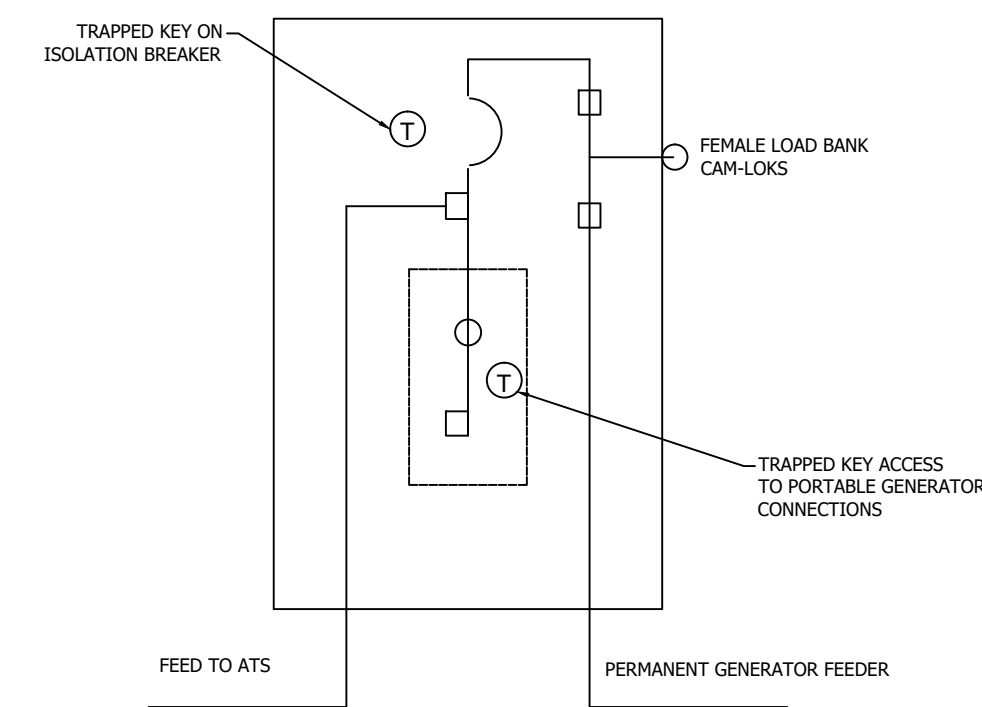 TRAPPED KEY ON
ISOLATION BREAKER
T
FEMALE LOAD BANK
CAM-LOKS
T
TRAPPED KEY ACCESS
TO PORTABLE GENERATOR
CONNECTIONS
FEED TO ATS
PERMANENT GENERATOR FEEDER